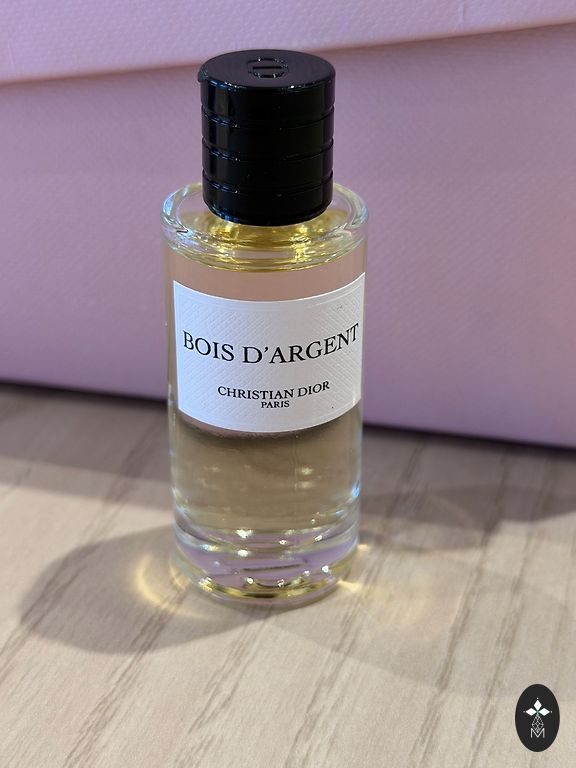 BOIS D'ARGENT
CHRISTIAN DIOR
PARIS
M